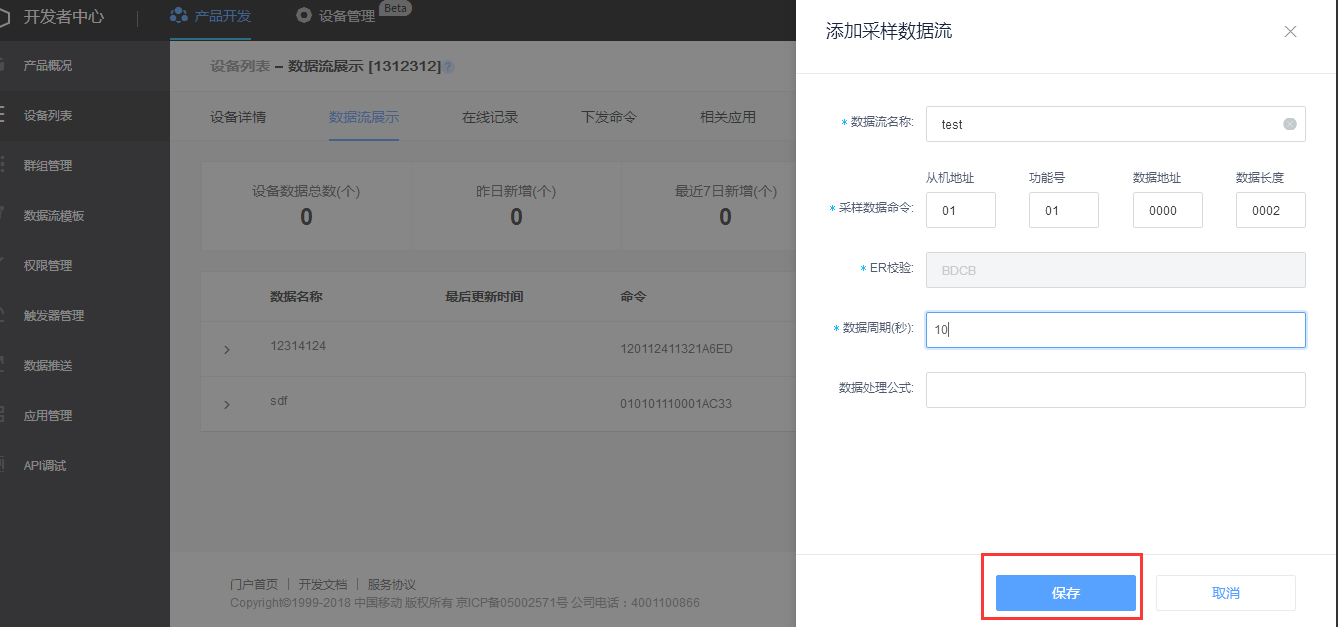 开发者中心 产品开发 设备管理 Beta
产品概况
设备列表
群组管理
数据流模板
权限管理
触发器管理
数据推送
应用管理
API调试
设备列表 – 数据流展示 [1312312] ?
设备详情 数据流展示 在线记录 下发命令 相关应用
设备数据总数(个) 昨日新增(个) 最近7日新增(个)
0 0 0
数据名称 最后更新时间 命令
12314124 120112411321A6ED
sdf 010101110001AC33
门户首页 | 开发文档 | 服务协议
Copyright©1999-2018 中国移动 版权所有 京ICP备05002571号 公司电话：4001100866
添加采样数据流
* 数据流名称: test
从机地址 功能号 数据地址 数据长度
* 采样数据命令: 01 01 0000 0002
* ER校验: BDCB
* 数据周期(秒): 10
数据处理公式:
保存 取消